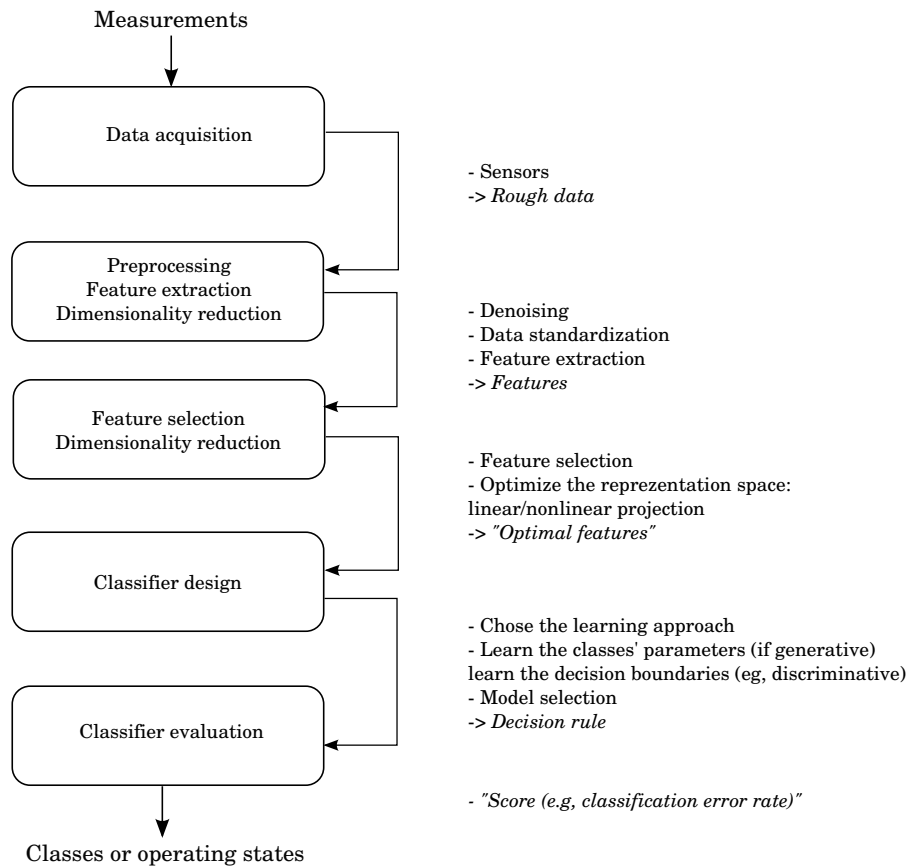 Measurements
Data acquisition
- Sensors
-> Rough data
Preprocessing
Feature extraction
Dimensionality reduction
- Denoising
- Data standardization
- Feature extraction
-> Features
Feature selection
Dimensionality reduction
- Feature selection
- Optimize the reprezentation space:
linear/nonlinear projection
-> "Optimal features"
Classifier design
- Chose the learning approach
- Learn the classes' parameters (if generative)
learn the decision boundaries (eg, discriminative)
- Model selection
-> Decision rule
Classifier evaluation
- "Score (e.g, classification error rate)"
Classes or operating states